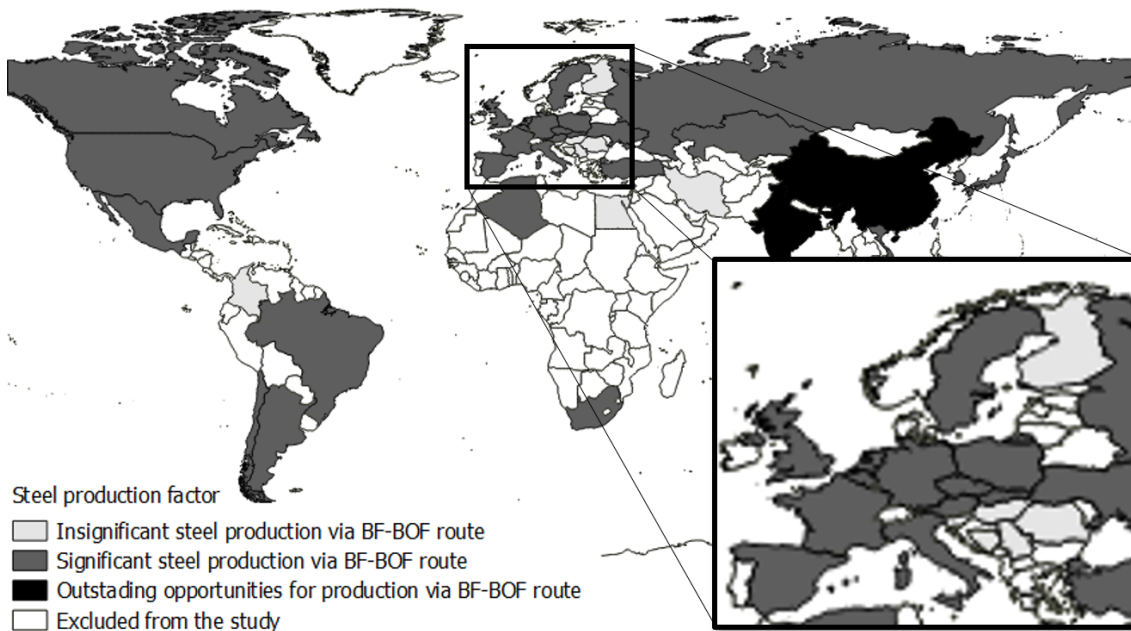 Steel production factor
Insignificant steel production via BF-BOF route
Significant steel production via BF-BOF route
Outstading opportunities for production via BF-BOF route
Excluded from the study